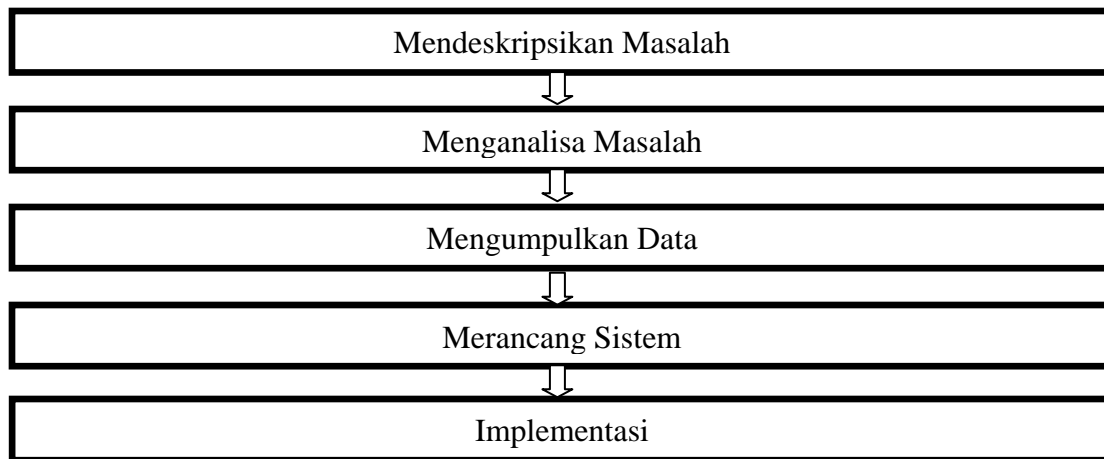 Mendeskripsikan Masalah
Menganalisa Masalah
Mengumpulkan Data
Merancang Sistem
Implementasi